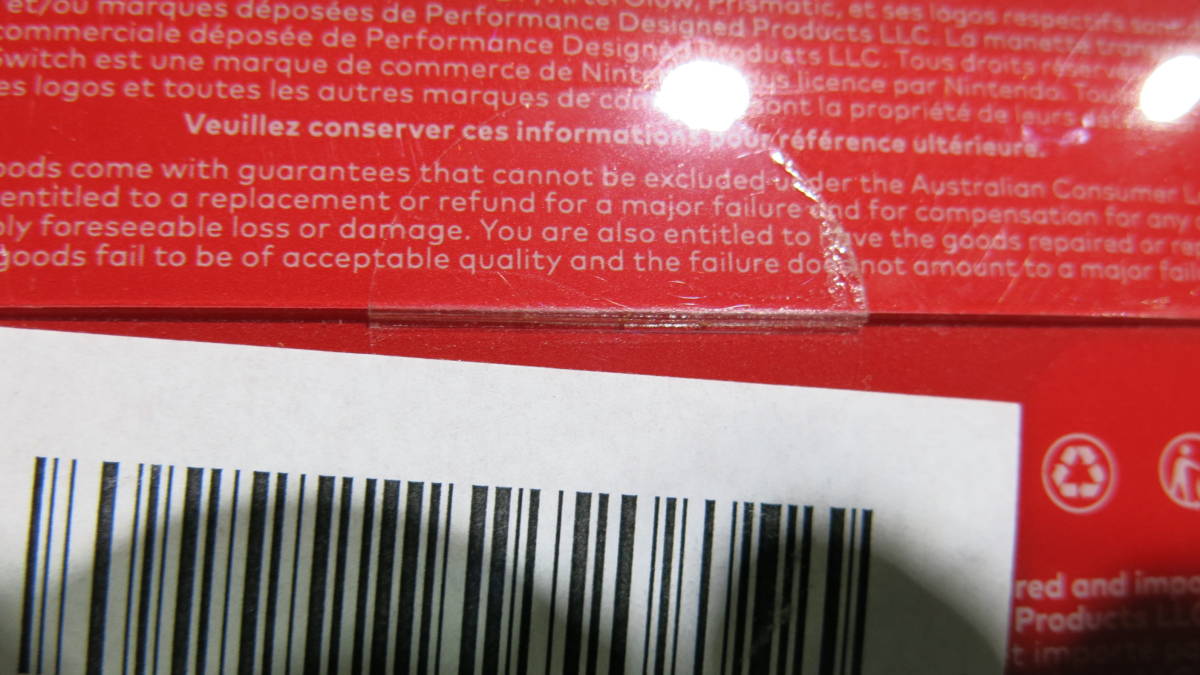 et/ou marques déposées de Performance Designed Products LLC. La manette
commerciale déposée de Performance Designed Products LLC. Tous droits
Switch est une marque de commerce de licence par Nintendo.
es logos et toutes les autres marques de sont la propriété de leurs
Veuillez conserver ces informations pour référence ultérieure.
oods come with guarantees that cannot be excluded under the Australian Consumer L
entitled to a replacement or refund for a major failure and for compensation for any
bly foreseeable loss or damage. You are also entitled to have the goods repaired or re
goods fail to be of acceptable quality and the failure does not amount to a major fail
red and impo
Products LLC
t importé pa